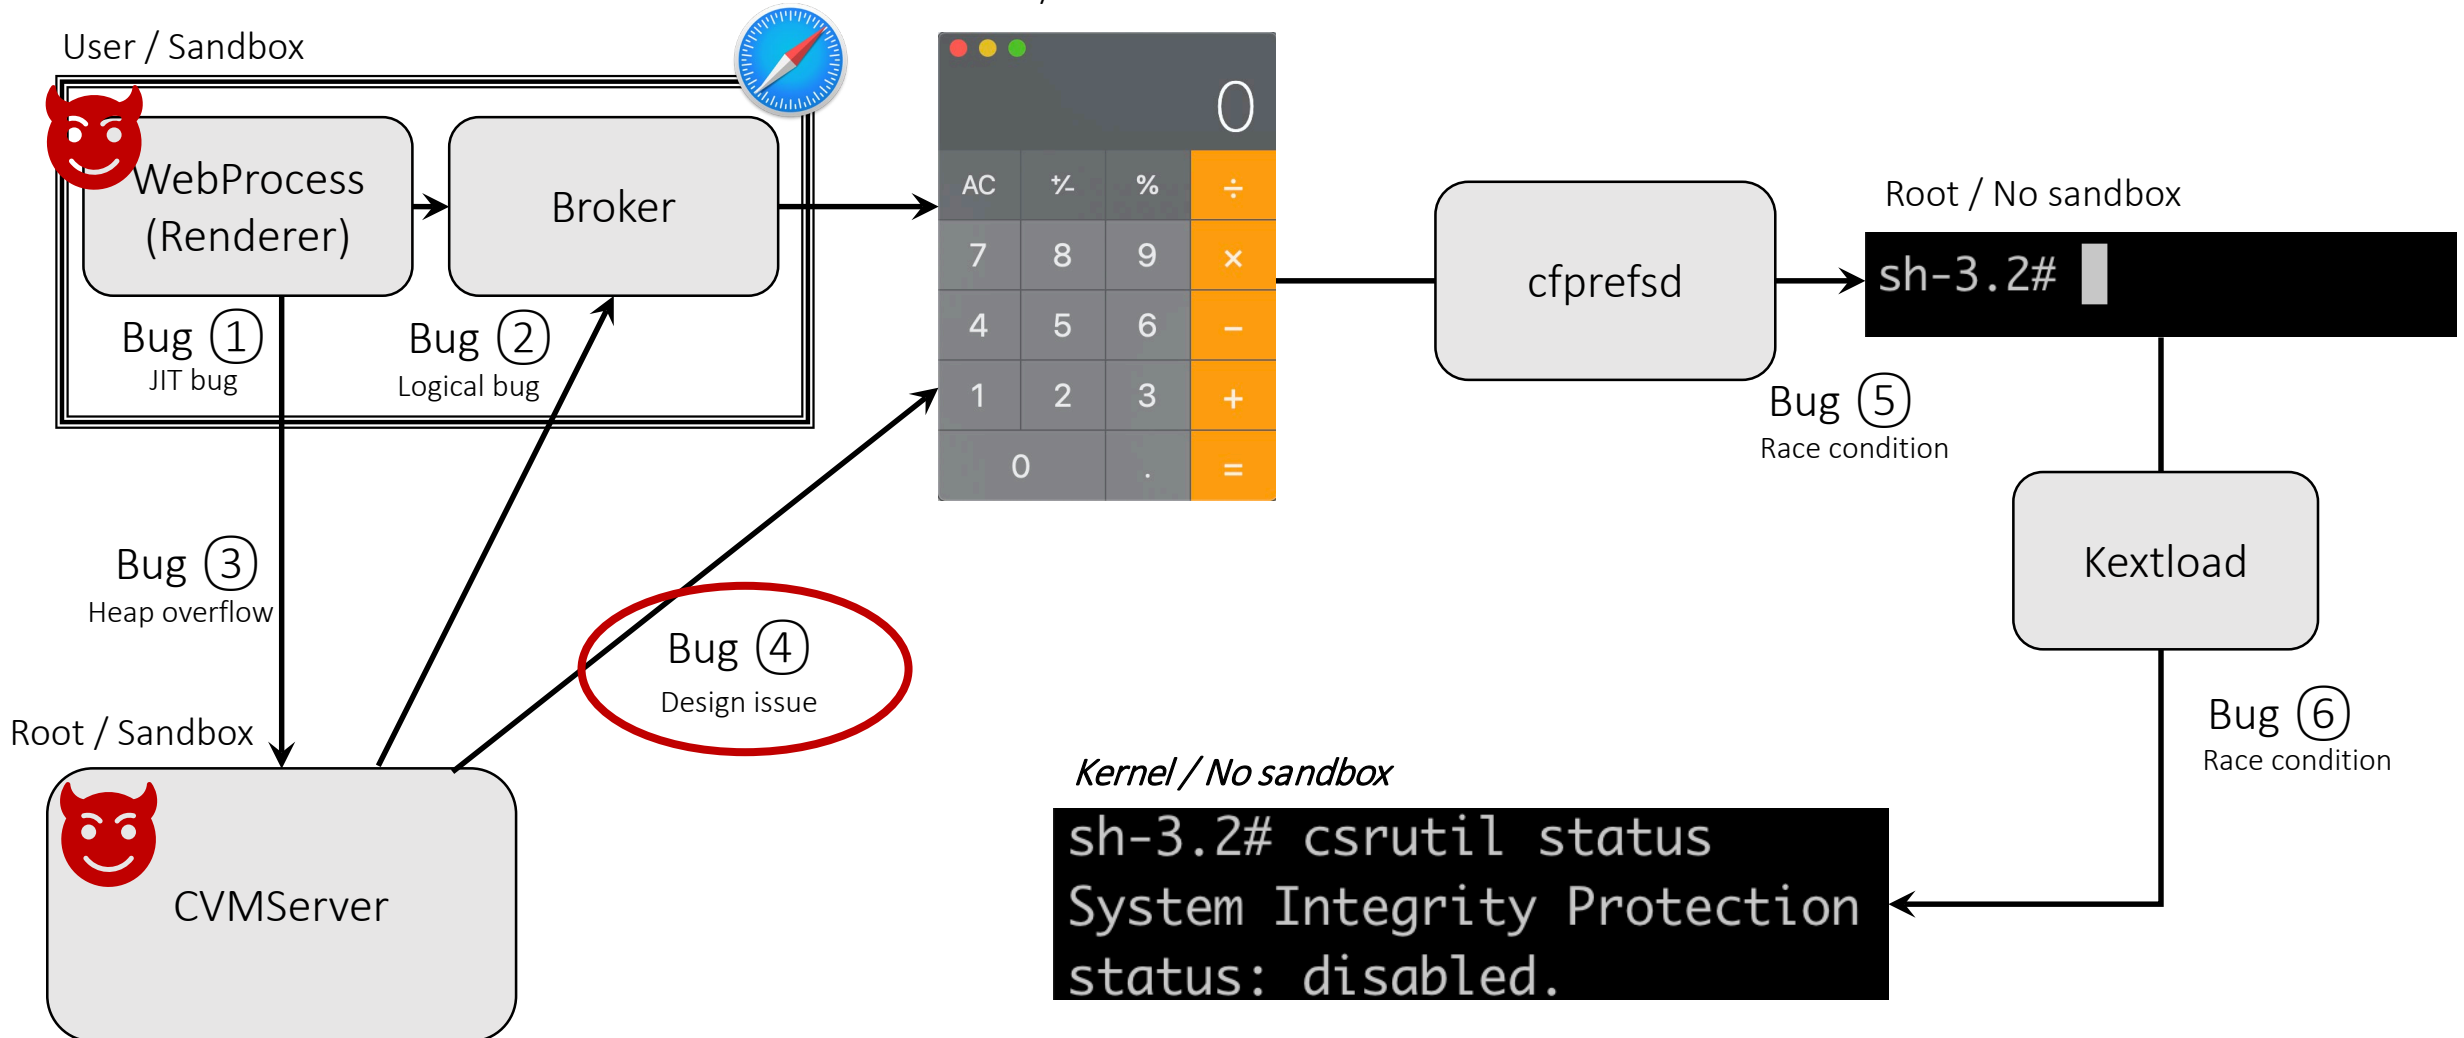 User / Sandbox
WebProcess
(Renderer)
Broker
Bug ①
JIT bug
Bug ②
Logical bug
0
AC
+/-
%
÷
7
8
9
×
4
5
6
−
1
2
3
+
0
.
=
cfprefsd
Root / No sandbox
sh-3.2#
Bug ⑤
Race condition
Kextload
Bug ⑥
Race condition
Bug ③
Heap overflow
Bug ④
Design issue
Root / Sandbox
CVMServer
Kernel / No sandbox
sh-3.2# csrutil status
System Integrity Protection
status: disabled.